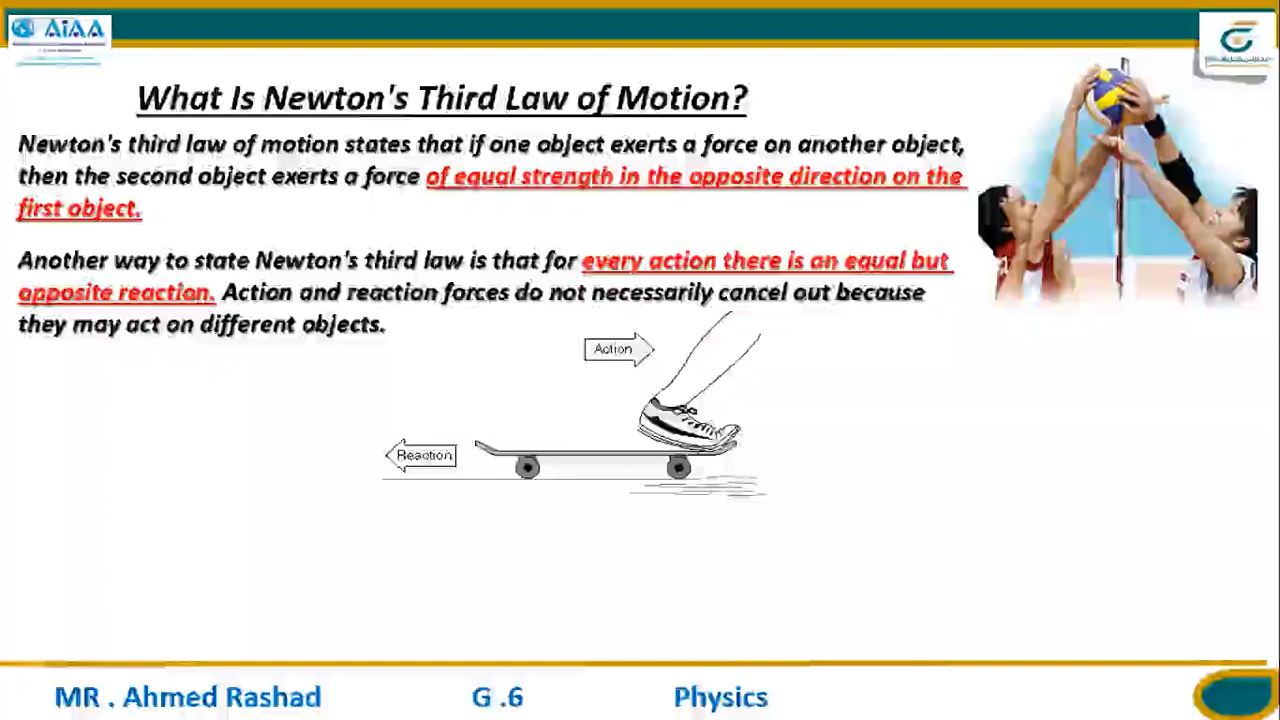 AiAA
What Is Newton's Third Law of Motion?
Newton's third law of motion states that if one object exerts a force on another object,
then the second object exerts a force of equal strength in the opposite direction on the
first object.
Another way to state Newton's third law is that for every action there is an equal but
opposite reaction. Action and reaction forces do not necessarily cancel out because
they may act on different objects.
Action
Reaction
MR . Ahmed Rashad G .6 Physics